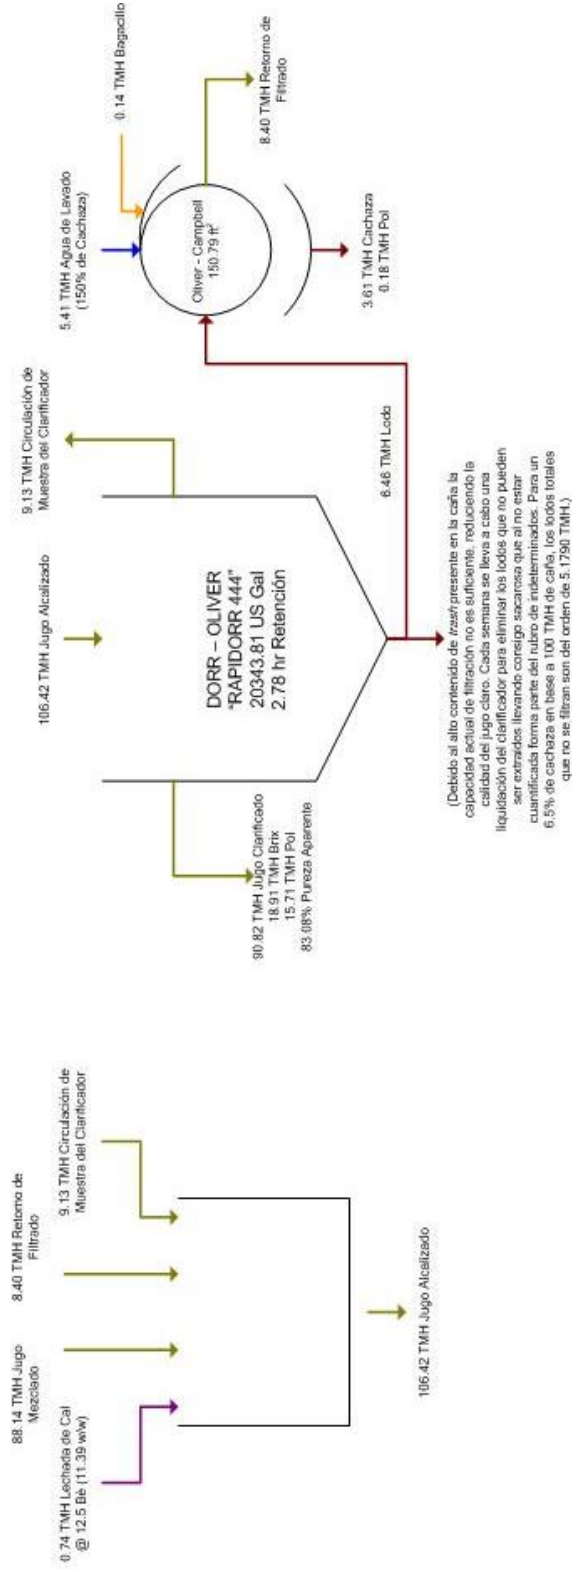 88.14 TMH Jugo
Mezclado
8.40 TMH Retorno de
Filtrado
0.74 TMH Lechada de Cal
@ 12.5 Bé (11.39 w/w)
9.13 TMH Circulación de
Muestra del Clarificador
106.42 TMH Jugo Alcalizado
106.42 TMH Jugo Alcalizado
9.13 TMH Circulación de
Muestra del Clarificador
90.82 TMH Jugo Clarificado
18.91 TMH Brix
15.71 TMH Pol
83.08% Pureza Aparente
DORR – OLIVER
"RAPIDORR 444"
20343.81 US Gal
2.78 hr Retención
6.46 TMH Lodo
5.41 TMH Agua de Lavado
(150% de Cachaza)
0.14 TMH Bagacillo
Oliver - Campbell
150.79 ft²
8.40 TMH Retorno de
Filtrado
3.61 TMH Cachaza
0.18 TMH Pol
(Debido al alto contenido de trash presente en la caña la
capacidad actual de filtración no es suficiente, reduciendo la
calidad del jugo claro. Cada semana se lleva a cabo una
liquidación del clarificador para eliminar los lodos que no pueden
ser extraídos llevando consigo sacarosa que al no estar
cuantificada forma parte del rubro de indeterminados. Para un
6.5% de cachaza en base a 100 TMH de caña, los lodos totales
que no se filtran son del orden de 5.1790 TMH.)